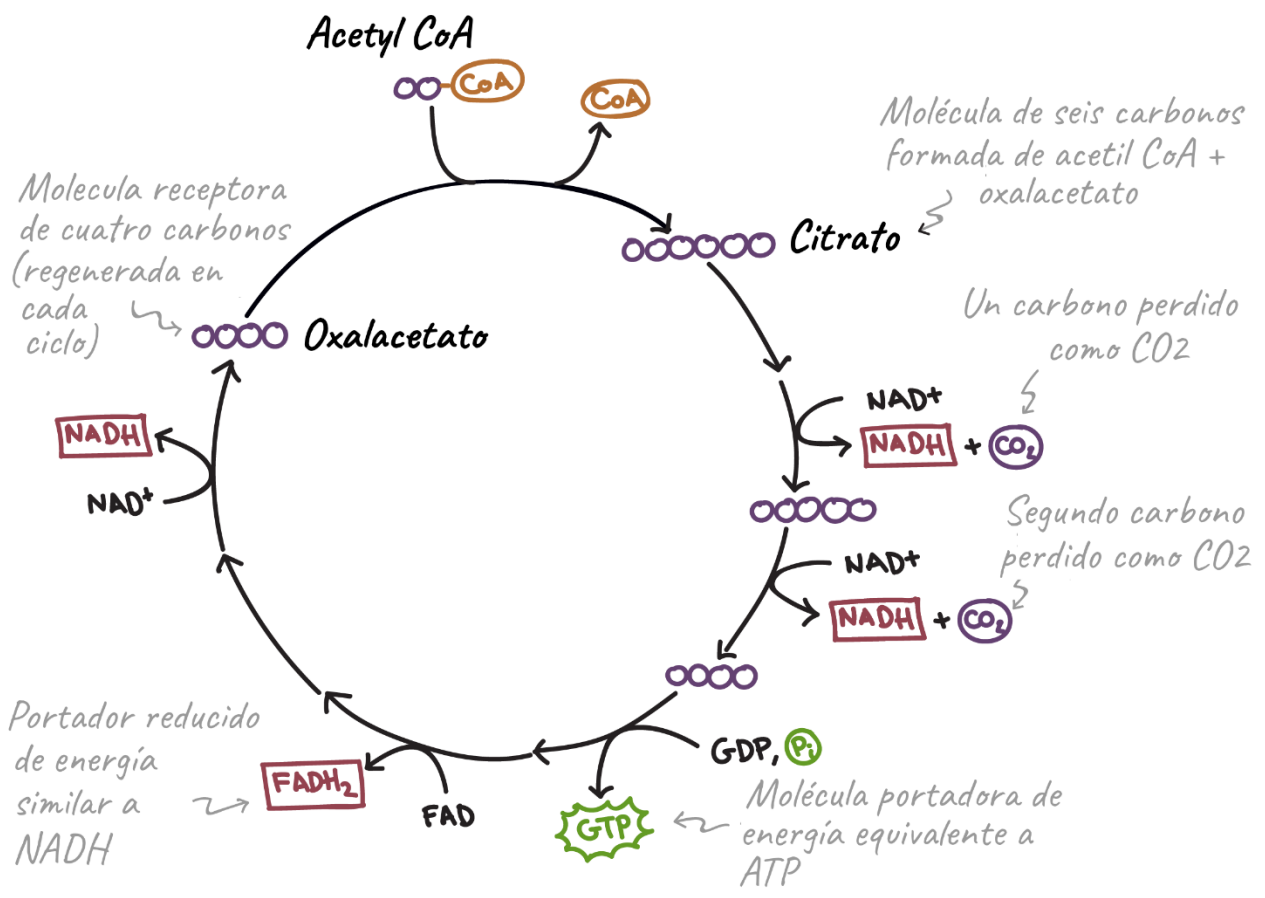 Acetyl CoA
CoA
CoA
Molécula de seis carbonos
formada de acetil CoA +
oxalacetato
Citrato
Molecula receptora
de cuatro carbonos
(regenerada en
cada
ciclo)
Oxalacetato
Un carbono perdido
como CO2
NAD+
NADH + CO2
Segundo carbono
perdido como CO2
NAD+
NADH + CO2
NADH
NAD+
GDP, Pi
GTP
Molécula portadora de
energía equivalente a
ATP
FAD
FADH2
Portador reducido
de energía
similar a
NADH